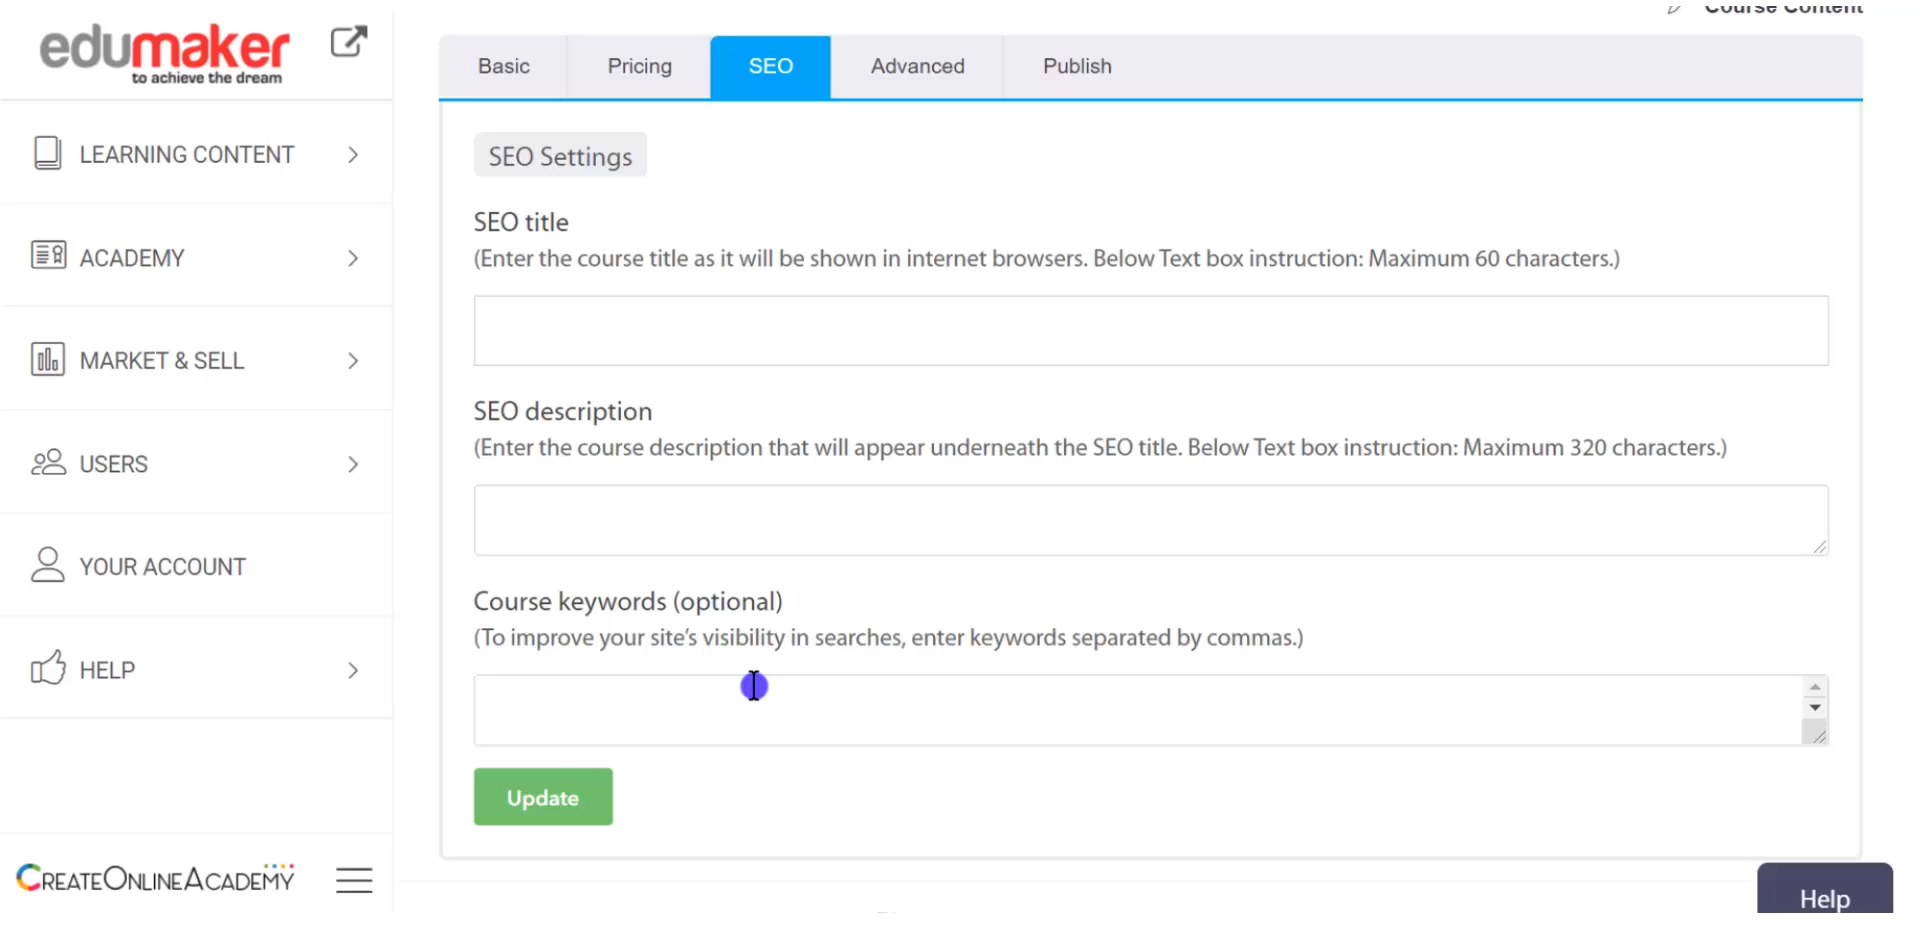 edumaker
to achieve the dream
Course Content
Basic
Pricing
SEO
Advanced
Publish
LEARNING CONTENT
ACADEMY
MARKET & SELL
USERS
YOUR ACCOUNT
HELP
CREATEONLINEACADEMY
SEO Settings
SEO title
(Enter the course title as it will be shown in internet browsers. Below Text box instruction: Maximum 60 characters.)
SEO description
(Enter the course description that will appear underneath the SEO title. Below Text box instruction: Maximum 320 characters.)
Course keywords (optional)
(To improve your site’s visibility in searches, enter keywords separated by commas.)
Update
Help